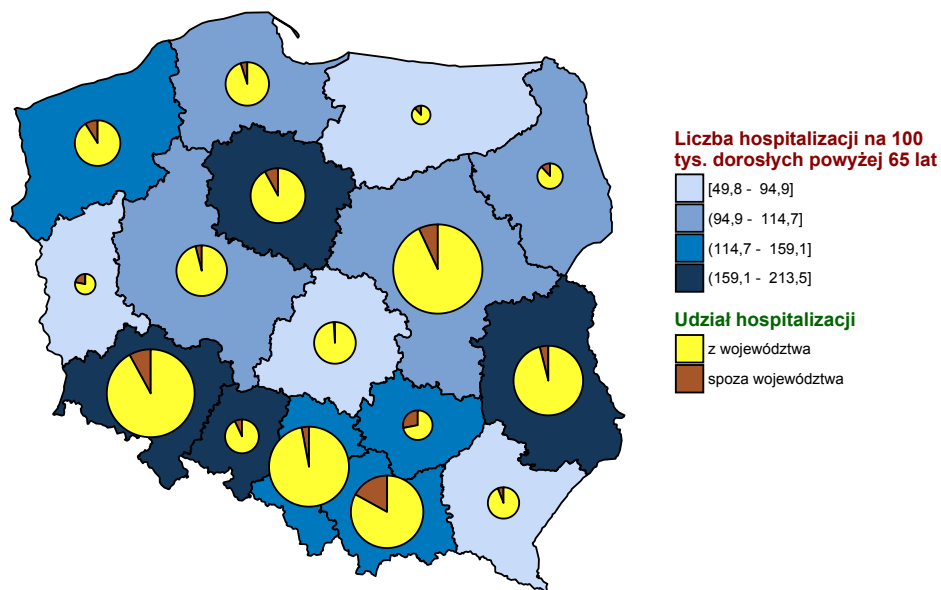 Liczba hospitalizacji na 100
tys. dorosłych powyżej 65 lat
[49,8 - 94,9]
(94,9 - 114,7]
(114,7 - 159,1]
(159,1 - 213,5]
Udział hospitalizacji
z województwa
spoza województwa